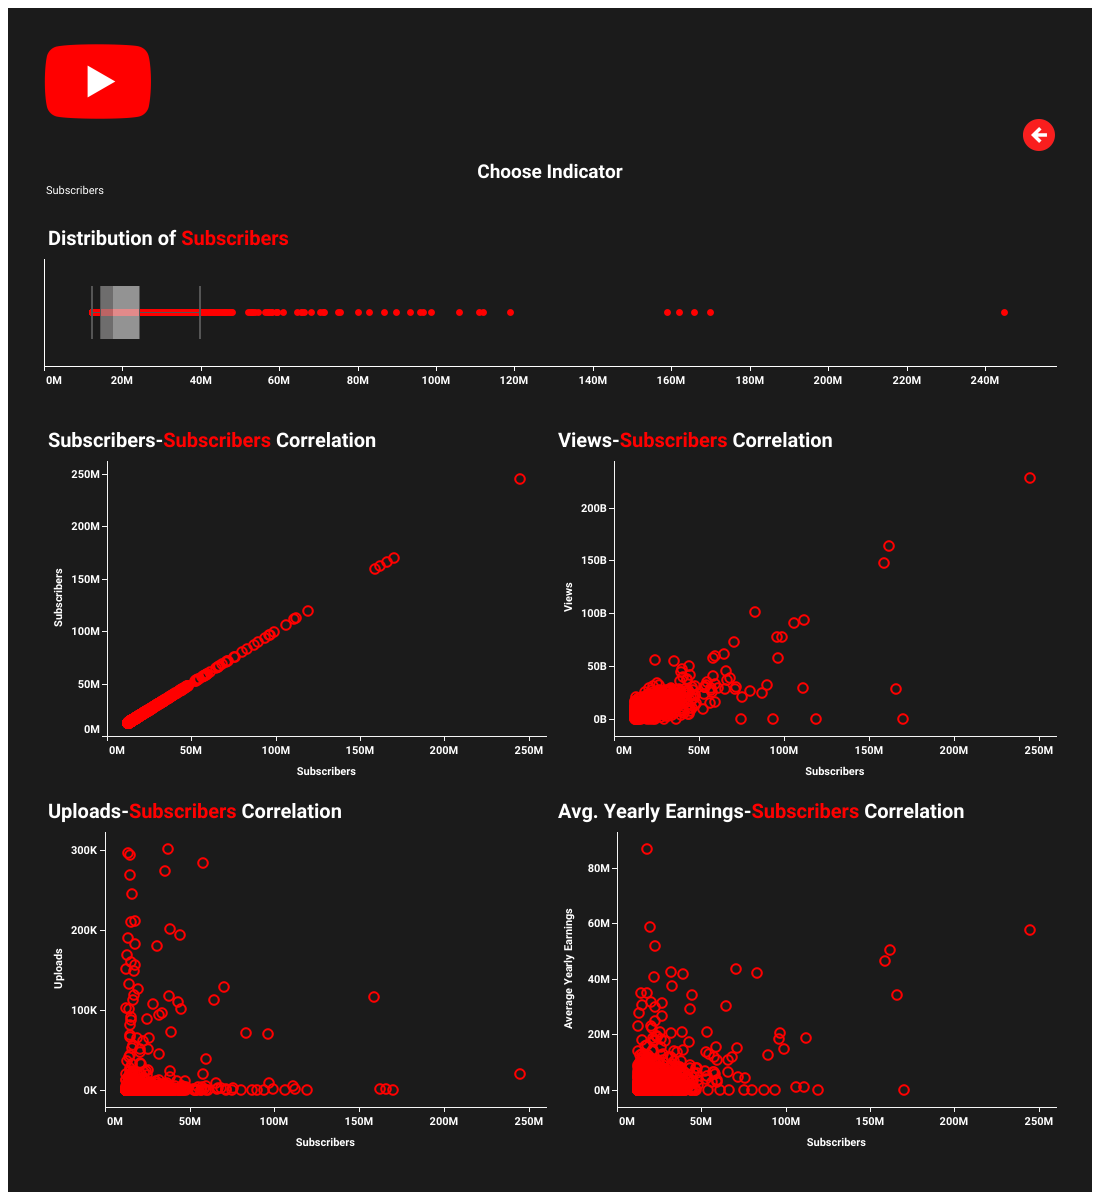 Choose Indicator
Subscribers
Distribution of Subscribers
0M 20M 40M 60M 80M 100M 120M 140M 160M 180M 200M 220M 240M
Subscribers-Subscribers Correlation
250M
200M
150M
100M
50M
0M
Subscribers
0M 50M 100M 150M 200M 250M
Subscribers
Views-Subscribers Correlation
200B
150B
100B
50B
0B
Views
0M 50M 100M 150M 200M 250M
Subscribers
Uploads-Subscribers Correlation
300K
200K
100K
0K
Uploads
0M 50M 100M 150M 200M 250M
Subscribers
Avg. Yearly Earnings-Subscribers Correlation
80M
60M
40M
20M
0M
Average Yearly Earnings
0M 50M 100M 150M 200M 250M
Subscribers